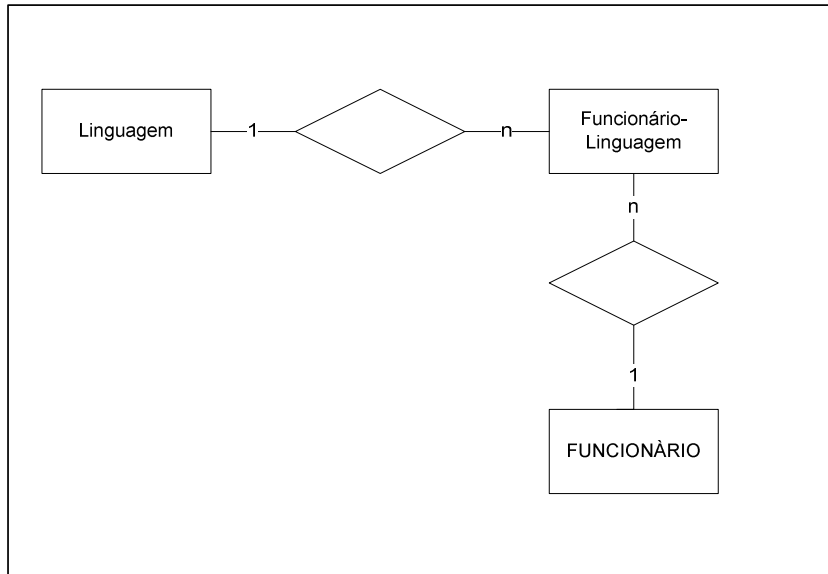 Linguagem
1
n
Funcionário-
Linguagem
n
1
FUNCIONÀRIO